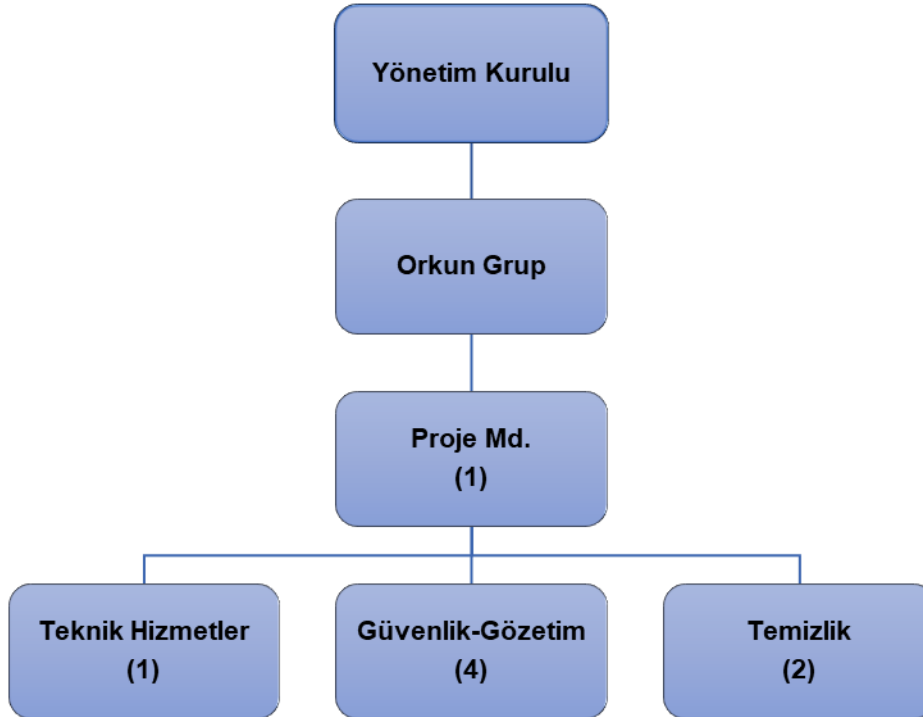 Yönetim Kurulu
Orkun Grup
Proje Md.
(1)
Teknik Hizmetler
(1)
Güvenlik-Gözetim
(4)
Temizlik
(2)